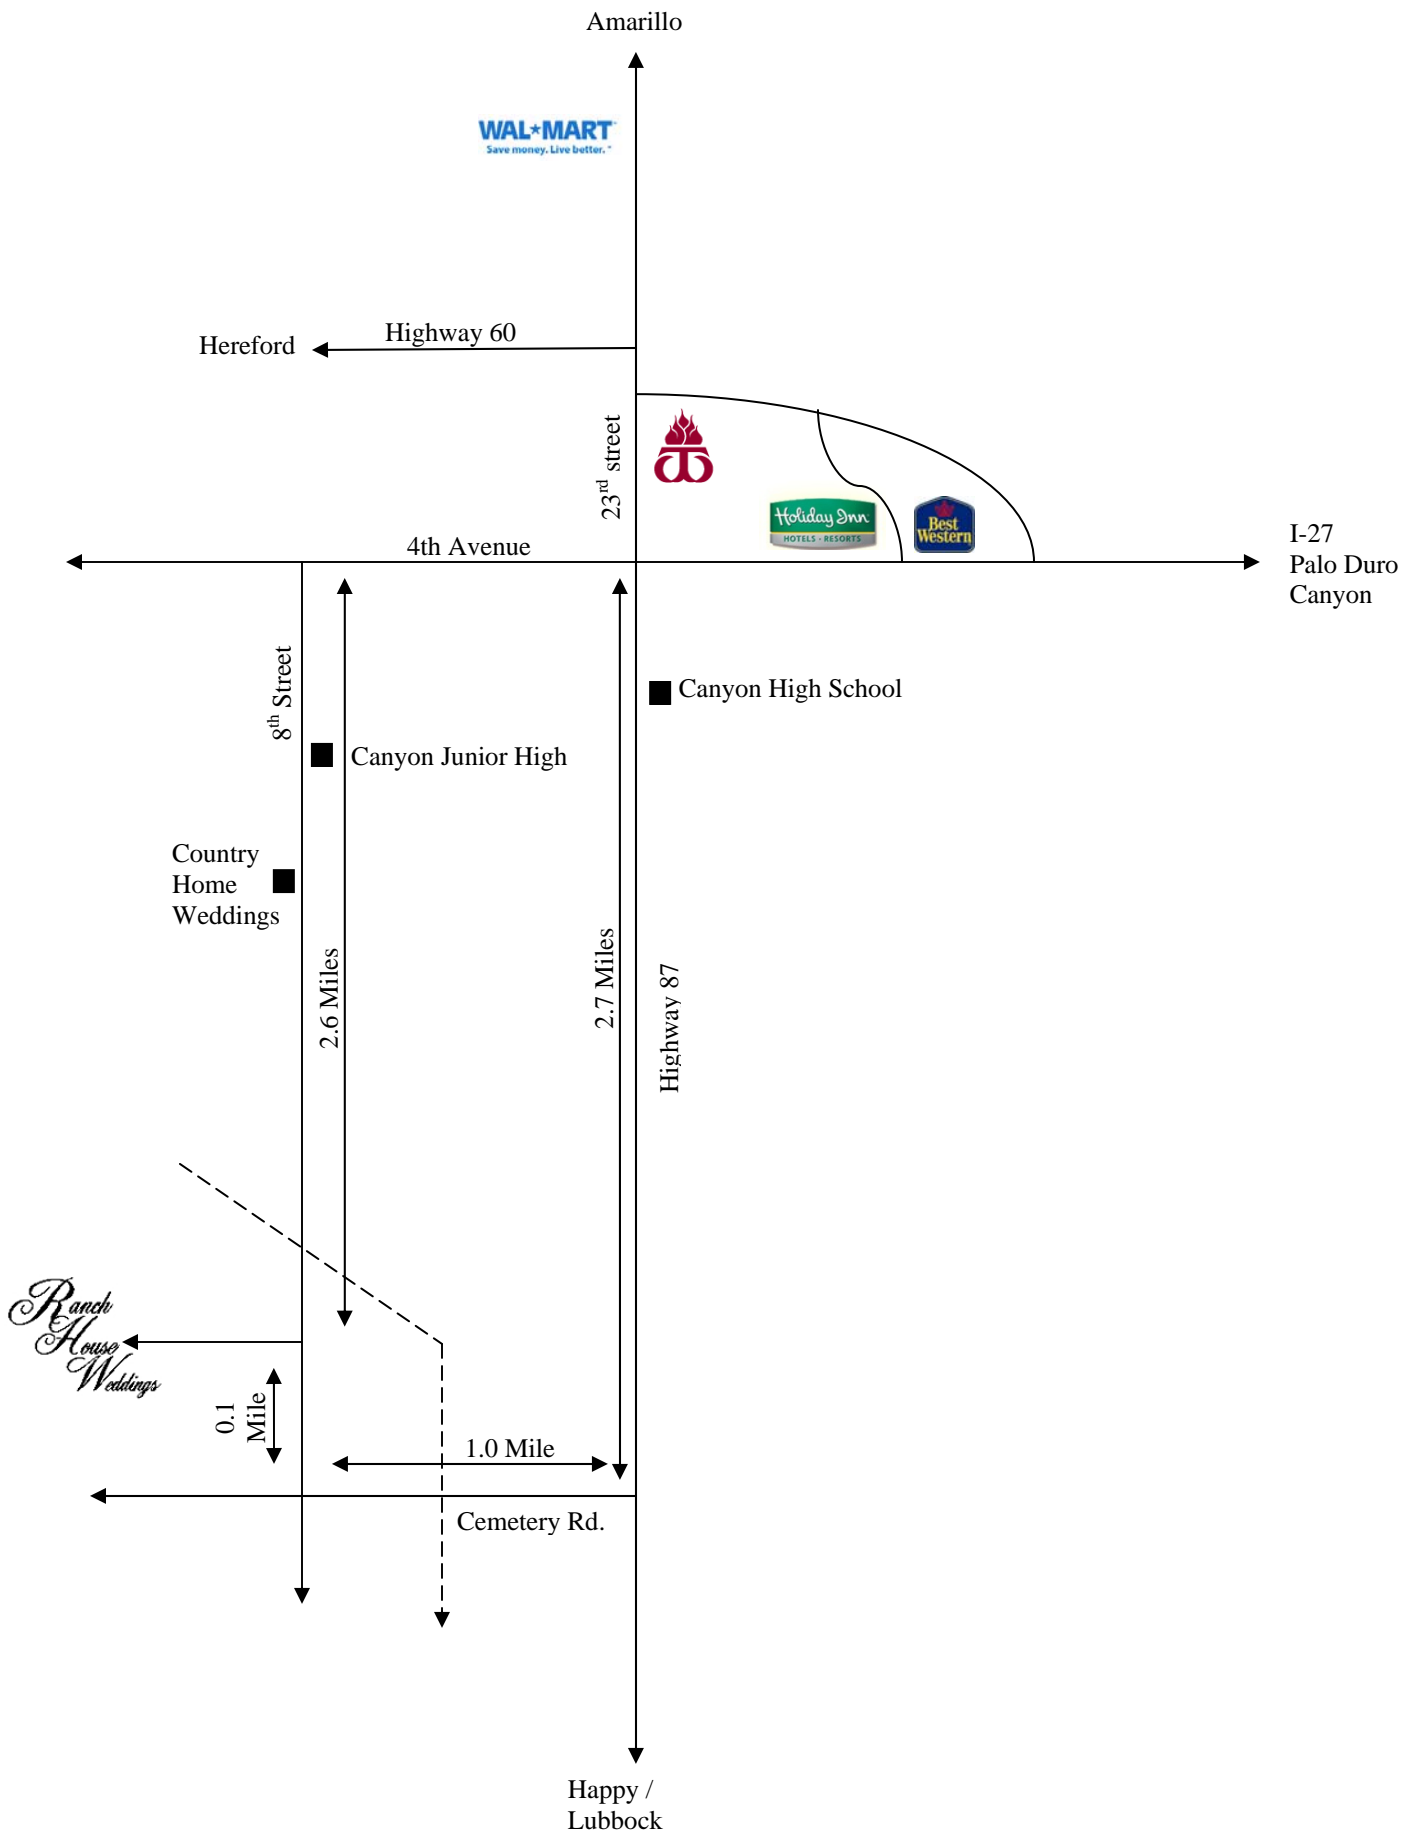 Amarillo
WAL★MART
Save money. Live better.™
Highway 60
Hereford
23rd street
Holiday Inn
HOTELS · RESORTS
Best
Western
4th Avenue
I-27
Palo Duro
Canyon
8th Street
Canyon High School
Canyon Junior High
Country
Home
Weddings
2.6 Miles
2.7 Miles
Highway 87
Ranch
House
Weddings
0.1
Mile
1.0 Mile
Cemetery Rd.
Happy /
Lubbock